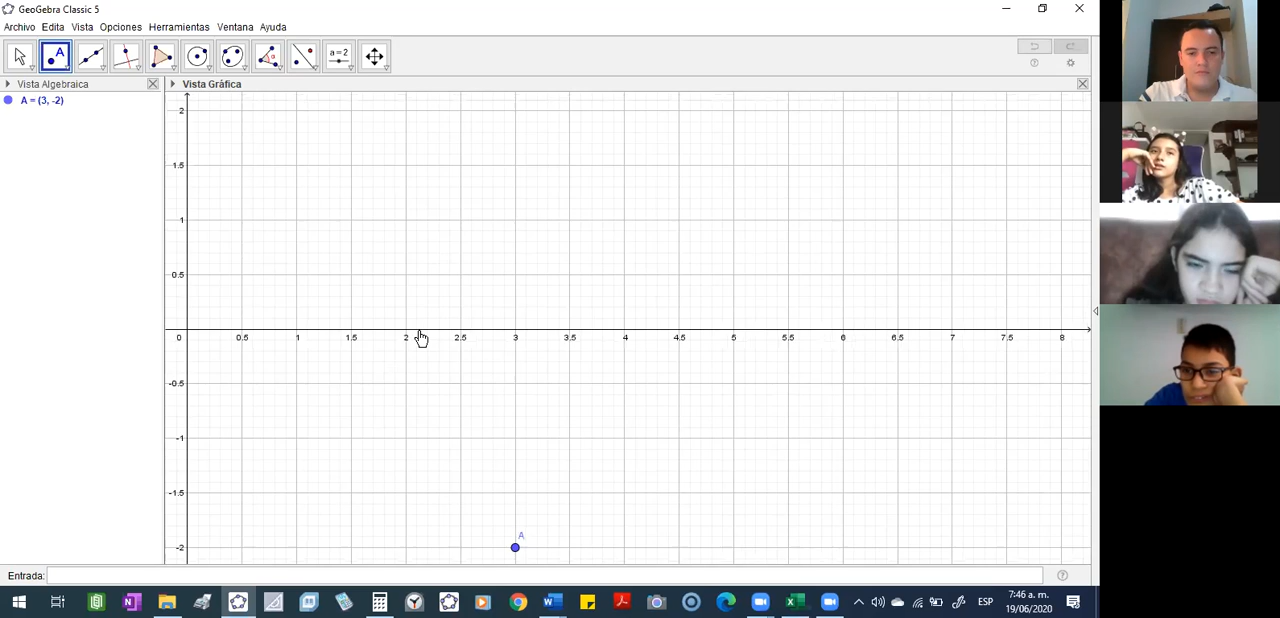 GeoGebra Classic 5
Archivo Edita Vista Opciones Herramientas Ventana Ayuda
A
a=2
Vista Algebraica
Vista Gráfica
A = (3, -2)
2
1.5
1
0.5
0 0.5 1 1.5 2 2.5 3 3.5 4 4.5 5 5.5 6 6.5 7 7.5 8
-0.5
-1
-1.5
A
-2
Entrada:
ESP
7:46 a. m.
19/06/2020